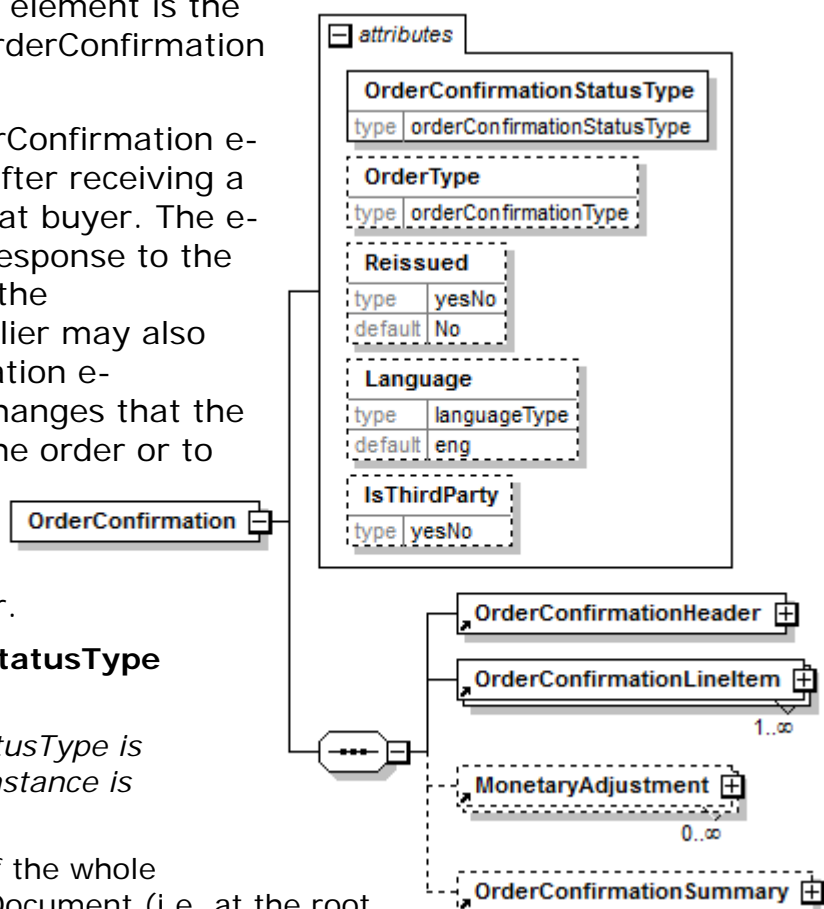 element is the
rderConfirmation
rConfirmation e-
fter receiving a
at buyer. The e-
esponse to the
the
lier may also
ation e-
hanges that the
he order or to
r.
tatusType
tusType is
nstance is
f the whole
Document (i.e. at the root
attributes
OrderConfirmationStatusType
type orderConfirmationStatusType
OrderType
type orderConfirmationType
Reissued
type yesNo
default No
Language
type languageType
default eng
IsThirdParty
type yesNo
OrderConfirmation
OrderConfirmationHeader
OrderConfirmationLineItem
1..∞
MonetaryAdjustment
0..∞
OrderConfirmationSummary